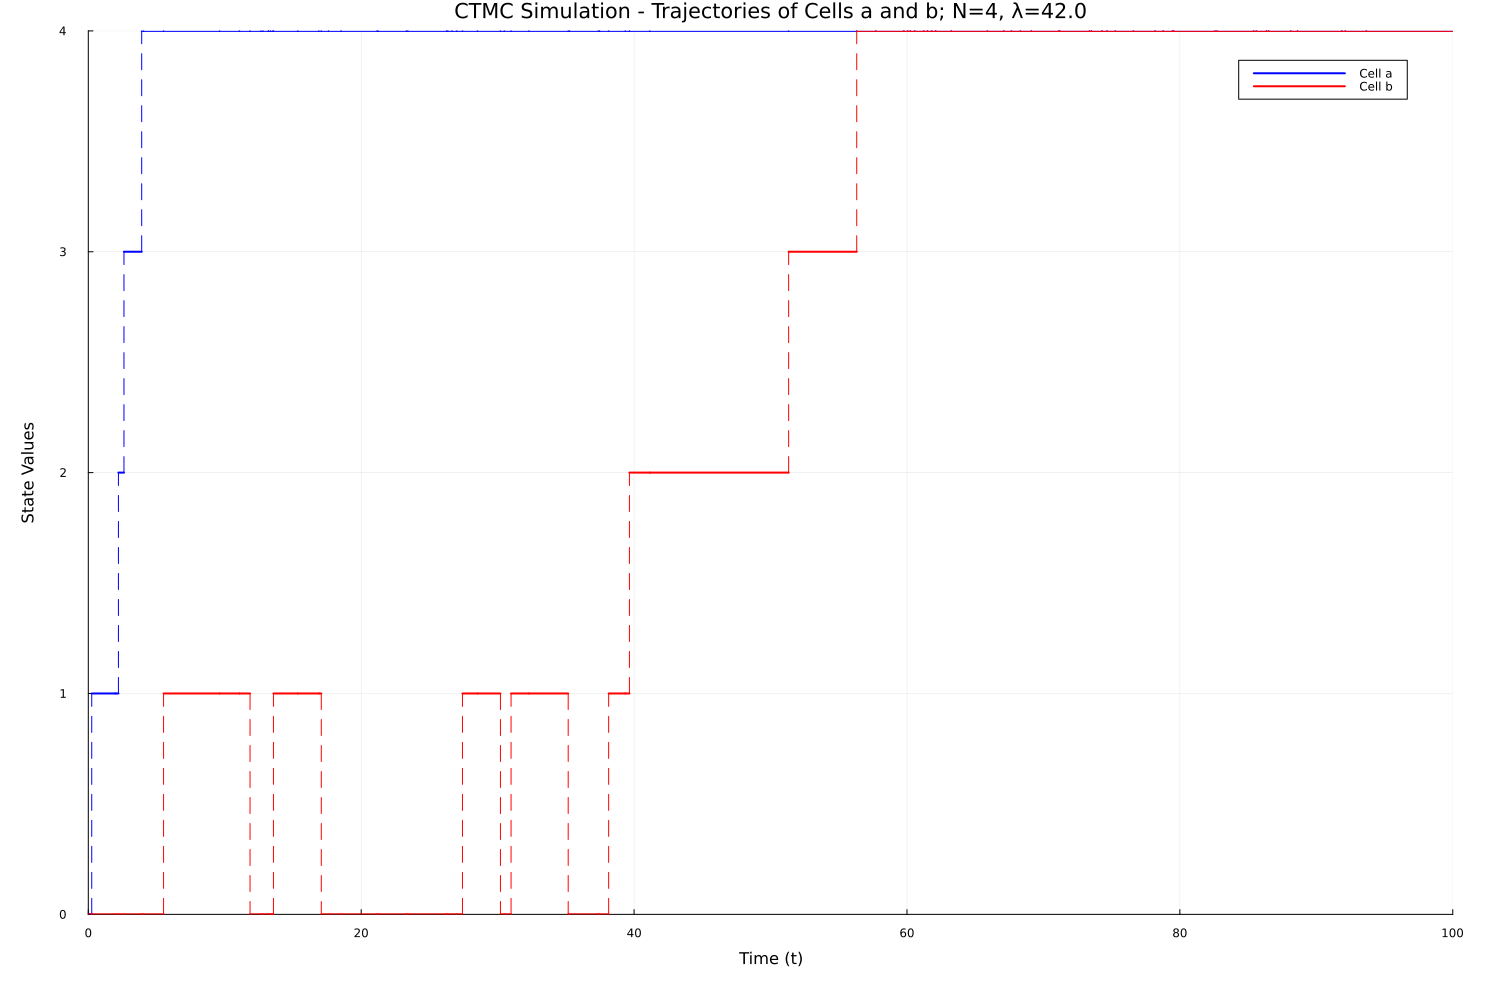 CTMC Simulation - Trajectories of Cells a and b; N=4, λ=42.0
4
Cell a
Cell b
3
State Values
2
1
0
0 20 40 60 80 100
Time (t)